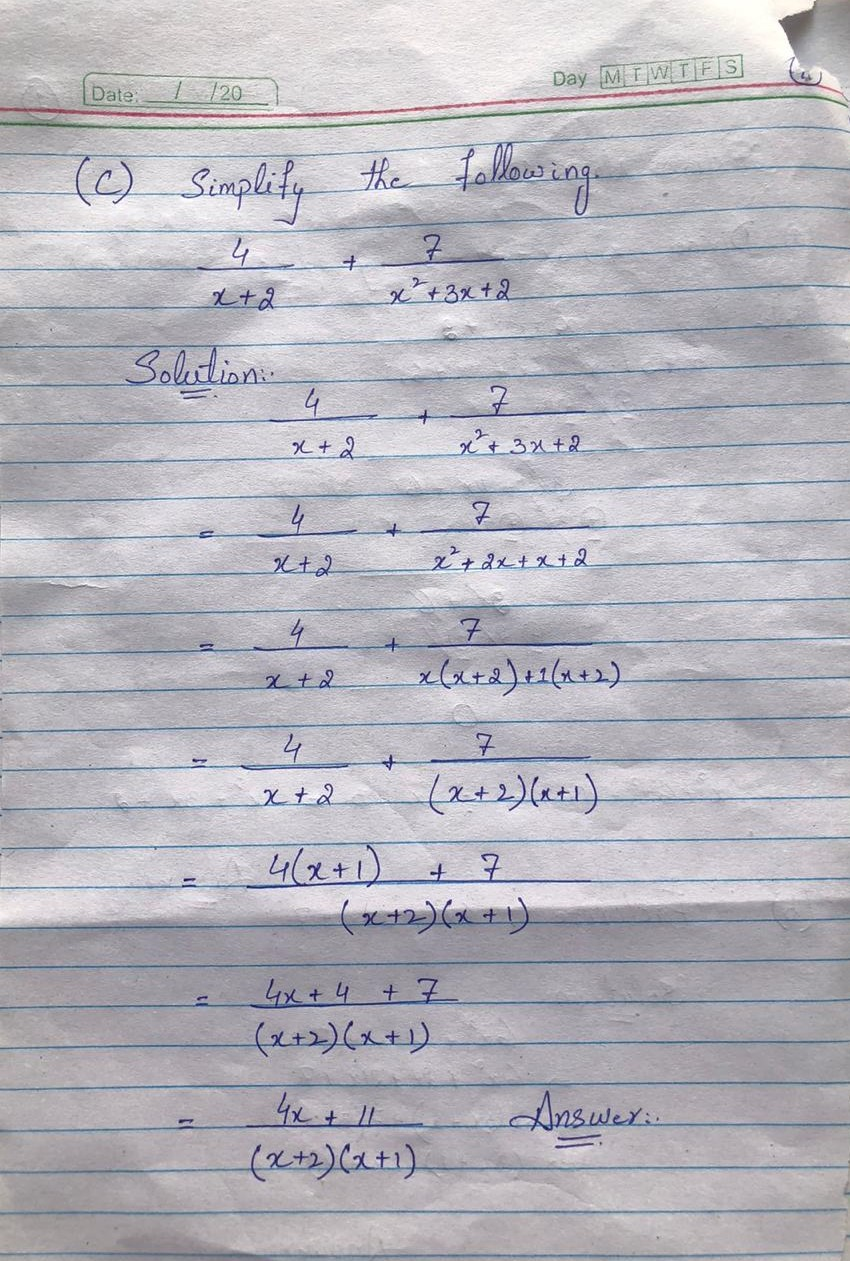 Date: / /20
Day M T W T F S
(C) Simplify the following.
4/(x+2) + 7/(x²+3x+2)
Solution:.
4/(x+2) + 7/(x²+3x+2)
= 4/(x+2) + 7/(x²+2x+x+2)
= 4/(x+2) + 7/(x(x+2)+1(x+2))
= 4/(x+2) + 7/((x+2)(x+1))
= (4(x+1) + 7)/((x+2)(x+1))
= (4x+4+7)/((x+2)(x+1))
= (4x+11)/((x+2)(x+1)) Answer:.